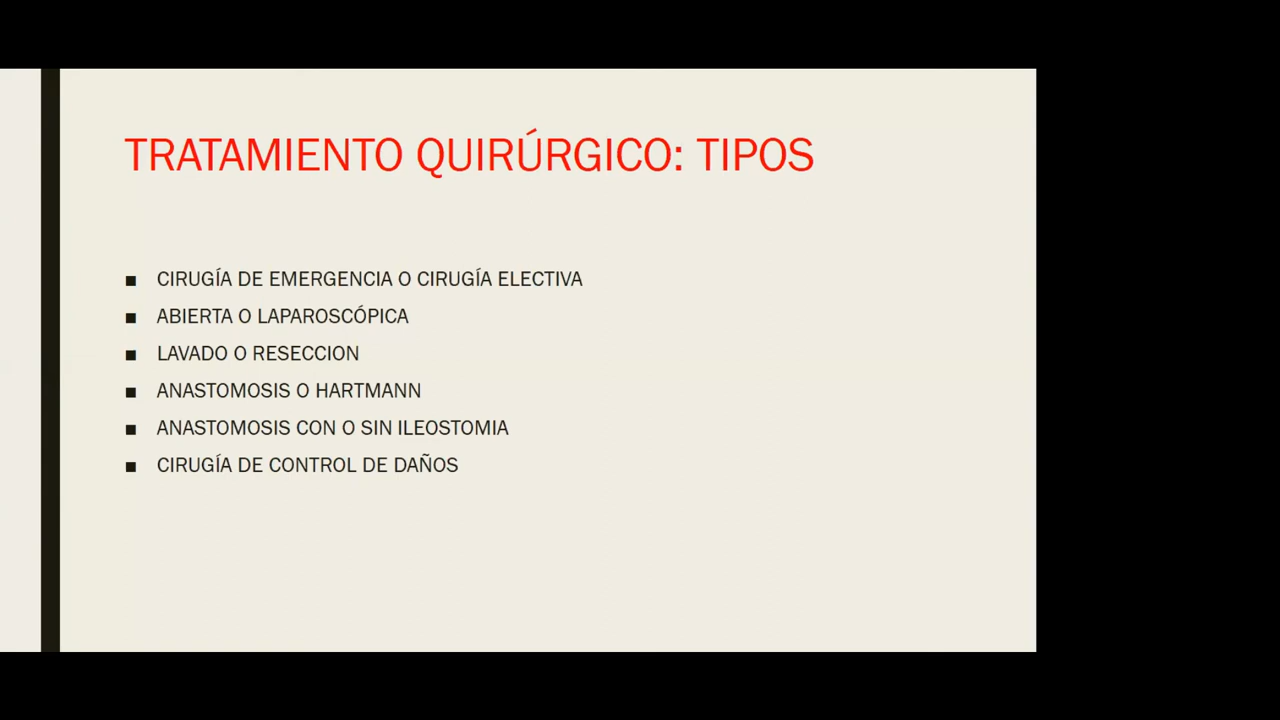 TRATAMIENTO QUIRÚRGICO: TIPOS
■ CIRUGÍA DE EMERGENCIA O CIRUGÍA ELECTIVA
■ ABIERTA O LAPAROSCÓPICA
■ LAVADO O RESECCION
■ ANASTOMOSIS O HARTMANN
■ ANASTOMOSIS CON O SIN ILEOSTOMIA
■ CIRUGÍA DE CONTROL DE DAÑOS